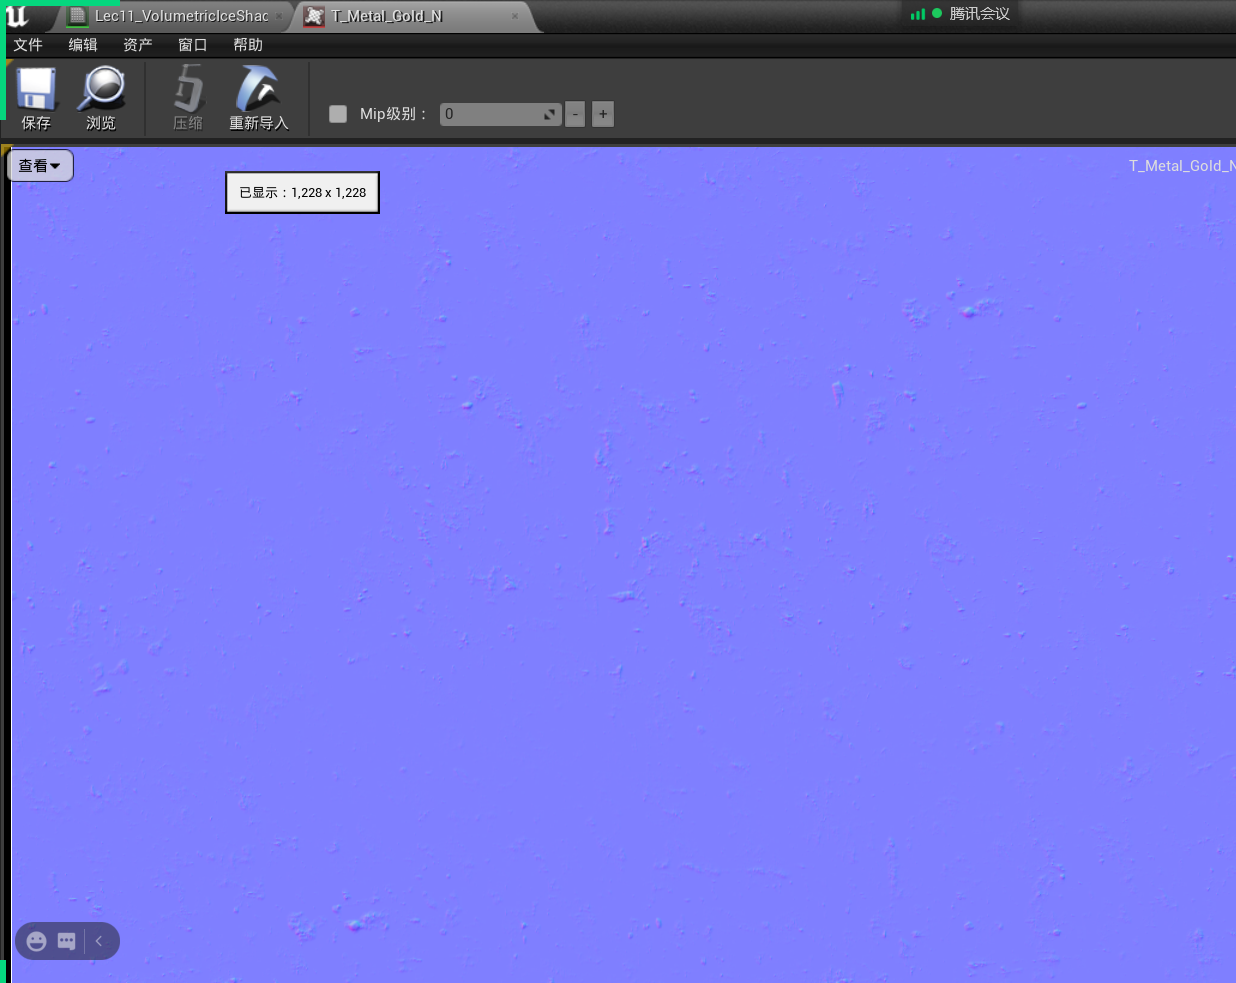 Lec11_VolumetricIceShad
T_Metal_Gold_N
腾讯会议
文件 编辑 资产 窗口 帮助
保存 浏览 压缩 重新导入 Mip级别： 0 - +
查看
T_Metal_Gold_N
已显示：1,228 x 1,228